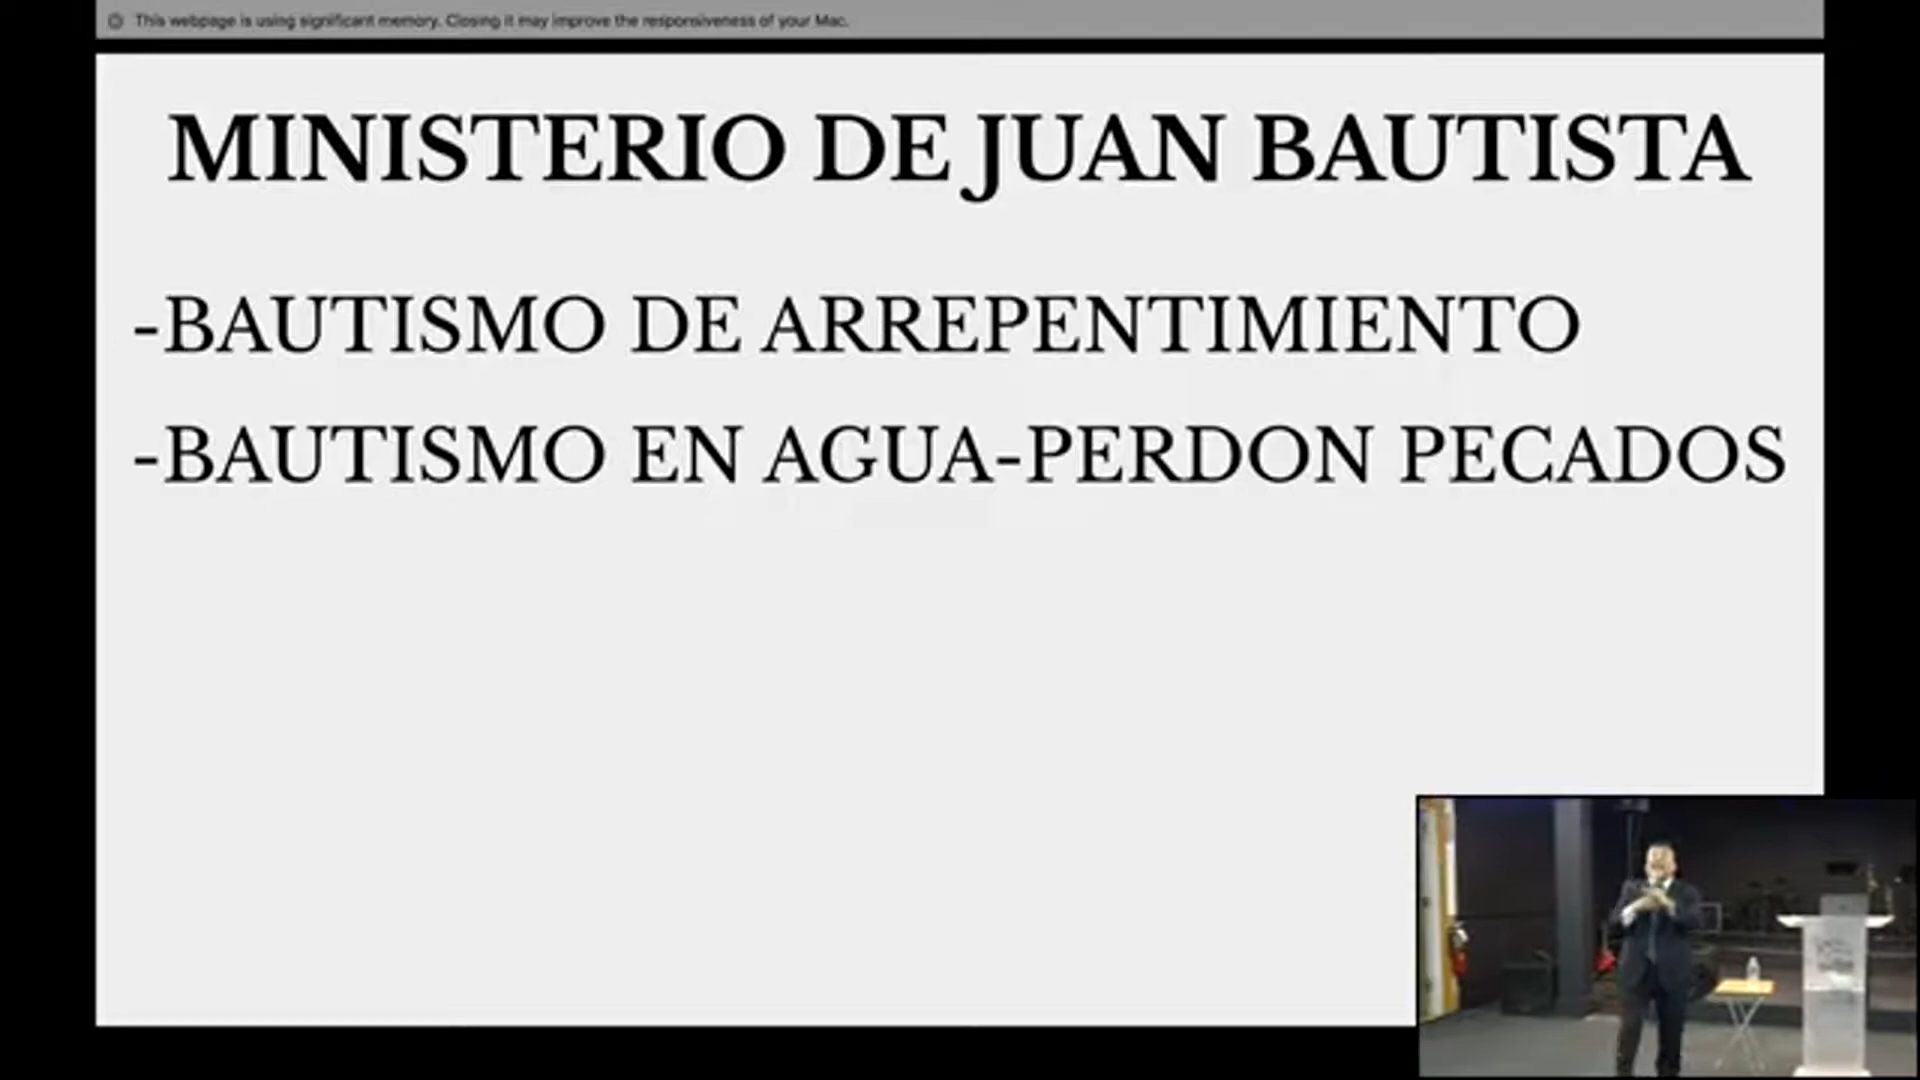 This webpage is using significant memory. Closing it may improve the responsiveness of your Mac.
MINISTERIO DE JUAN BAUTISTA
-BAUTISMO DE ARREPENTIMIENTO
-BAUTISMO EN AGUA-PERDON PECADOS